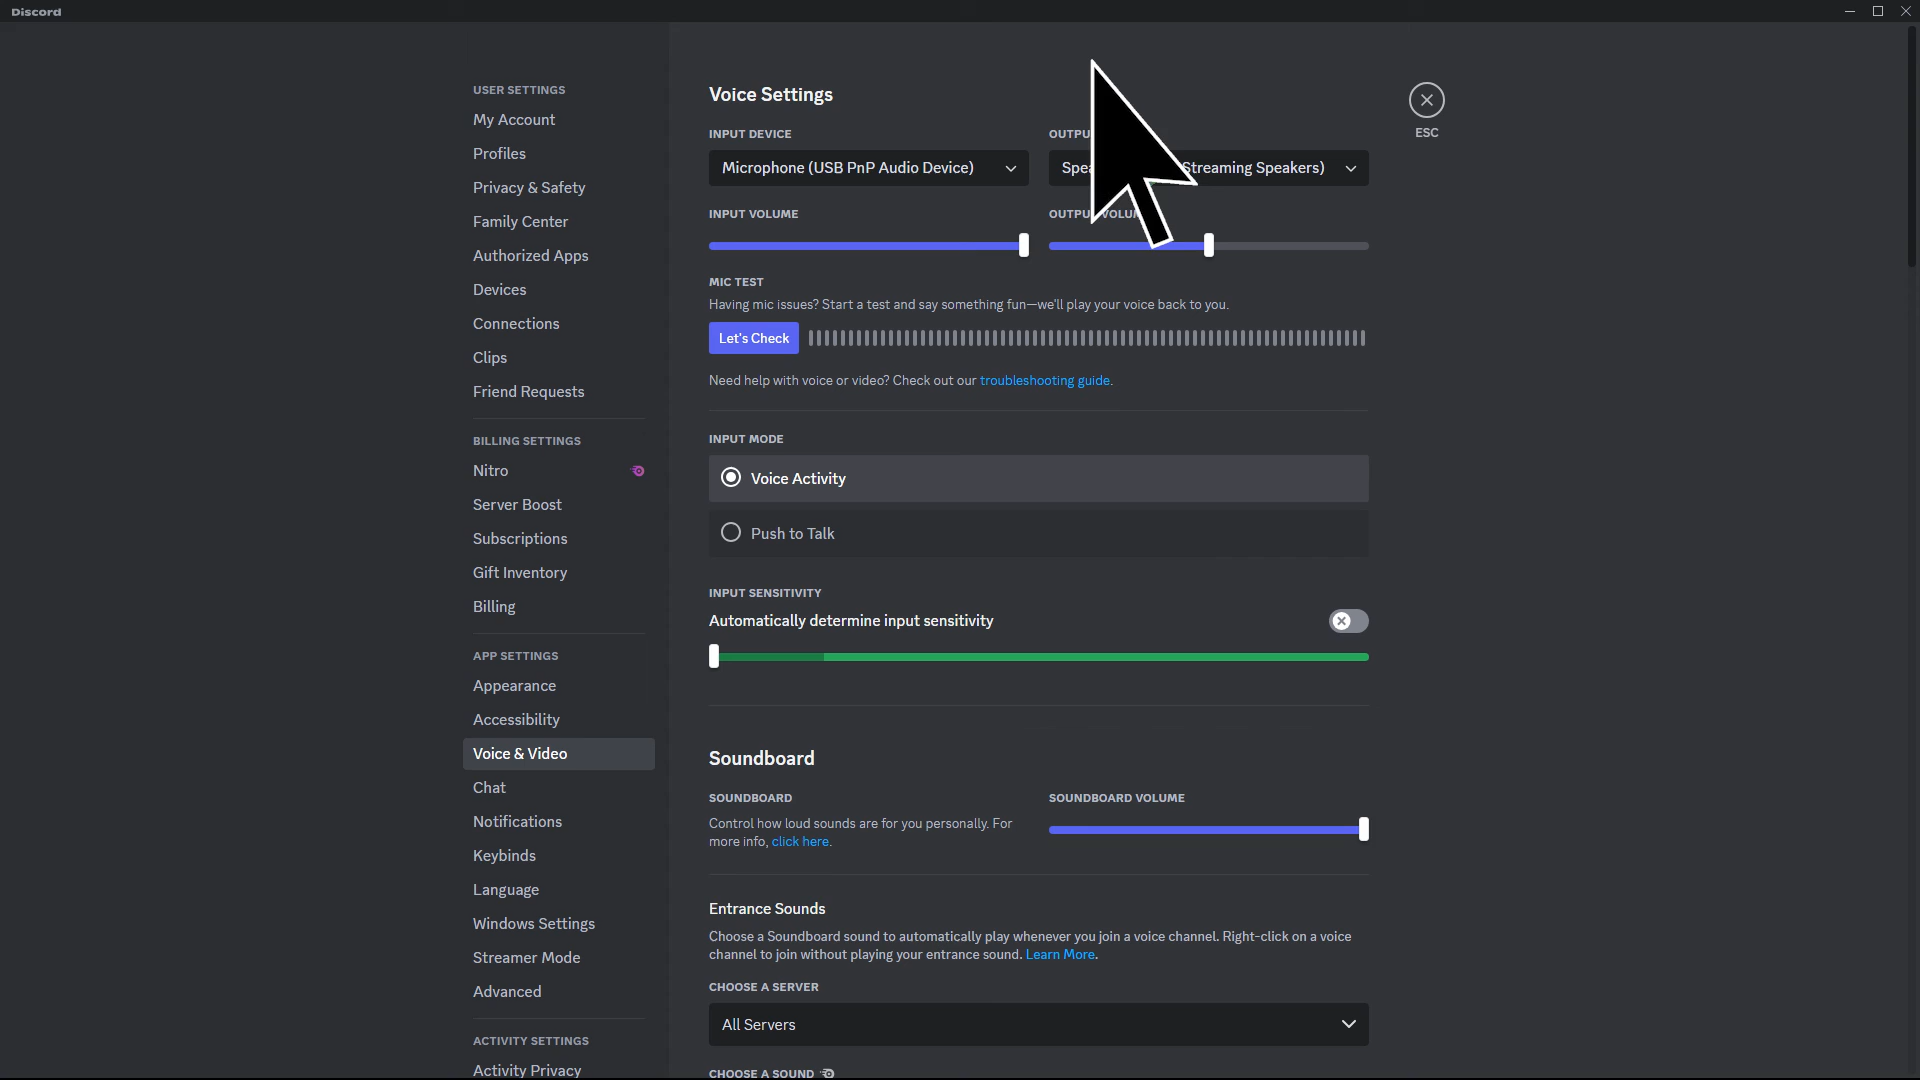 Discord
USER SETTINGS
My Account
Profiles
Privacy & Safety
Family Center
Authorized Apps
Devices
Connections
Clips
Friend Requests
BILLING SETTINGS
Nitro
Server Boost
Subscriptions
Gift Inventory
Billing
APP SETTINGS
Appearance
Accessibility
Voice & Video
Chat
Notifications
Keybinds
Language
Windows Settings
Streamer Mode
Advanced
ACTIVITY SETTINGS
Activity Privacy
Voice Settings
INPUT DEVICE
Microphone (USB PnP Audio Device)
Streaming Speakers)
INPUT VOLUME
MIC TEST
Having mic issues? Start a test and say something fun—we'll play your voice back to you.
Let's Check
Need help with voice or video? Check out our troubleshooting guide.
INPUT MODE
Voice Activity
Push to Talk
INPUT SENSITIVITY
Automatically determine input sensitivity
Soundboard
SOUNDBOARD
Control how loud sounds are for you personally. For
more info, click here.
SOUNDBOARD VOLUME
Entrance Sounds
Choose a Soundboard sound to automatically play whenever you join a voice channel. Right-click on a voice
channel to join without playing your entrance sound. Learn More.
CHOOSE A SERVER
All Servers
CHOOSE A SOUND
ESC